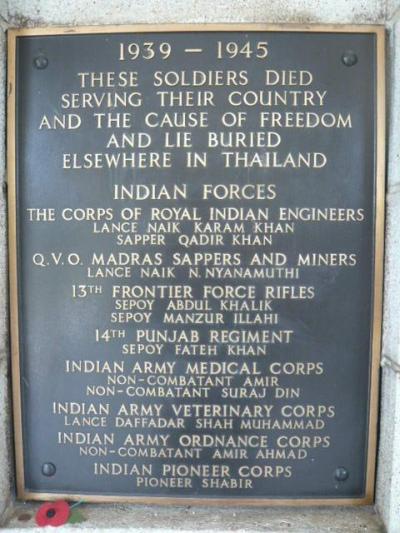 1939 – 1945
THESE SOLDIERS DIED
SERVING THEIR COUNTRY
AND THE CAUSE OF FREEDOM
AND LIE BURIED
ELSEWHERE IN THAILAND
INDIAN FORCES
THE CORPS OF ROYAL INDIAN ENGINEERS
LANCE NAIK KARAM KHAN
SAPPER QADIR KHAN
Q.V.O. MADRAS SAPPERS AND MINERS
LANCE NAIK N. NYANAMUTHI
13TH FRONTIER FORCE RIFLES
SEPOY ABDUL KHALIK
SEPOY MANZUR ILLAHI
14TH PUNJAB REGIMENT
SEPOY FATEH KHAN
INDIAN ARMY MEDICAL CORPS
NON-COMBATANT AMIR
NON-COMBATANT SURAJ DIN
INDIAN ARMY VETERINARY CORPS
LANCE DAFFADAR SHAH MUHAMMAD
INDIAN ARMY ORDNANCE CORPS
NON-COMBATANT AMIR AHMAD
INDIAN PIONEER CORPS
PIONEER SHABIR